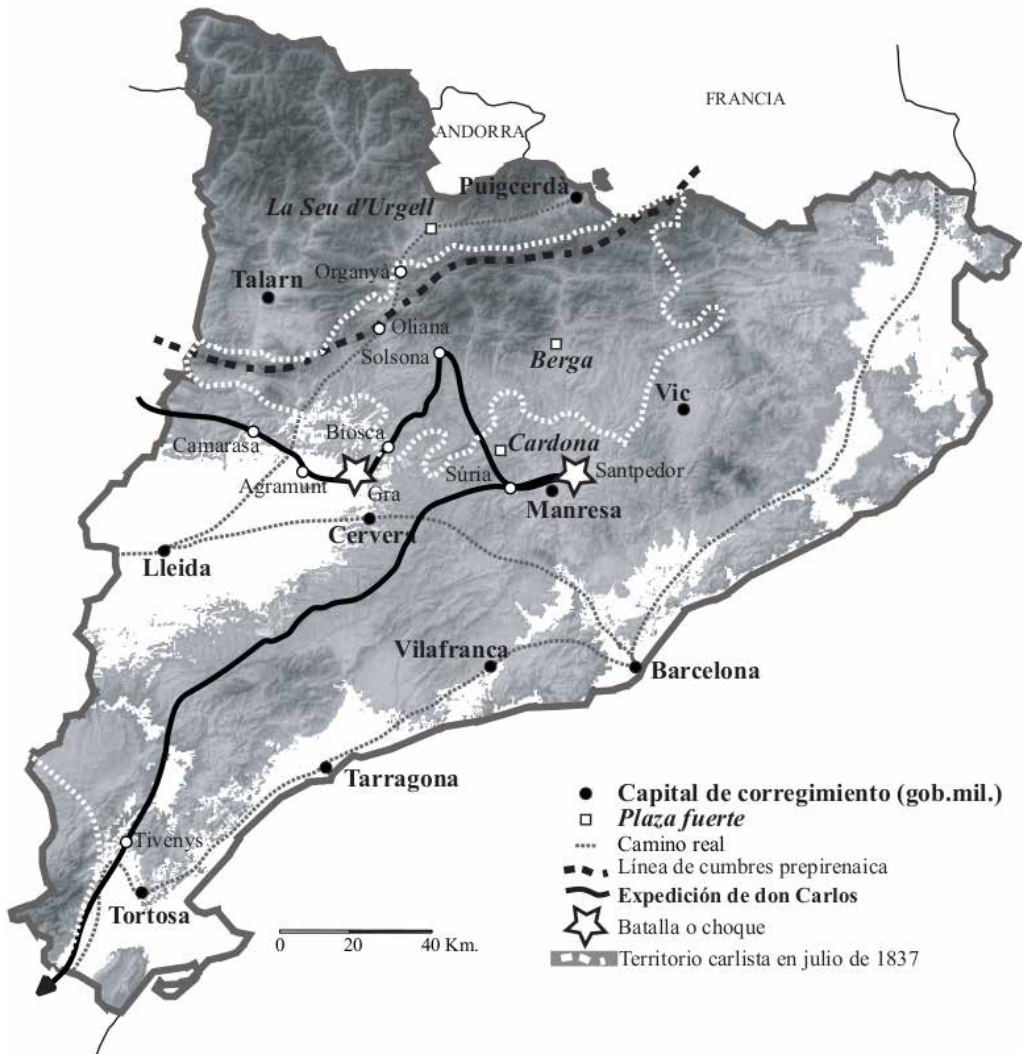 FRANCIA
ANDORRA
Puigcerdà
La Seu d'Urgell
Organyà
Talarn
Oliana
Solsona
Berga
Vic
Biosca
Camarasa
Cardona
Agramunt
Gra
Súria
Santpedor
Manresa
Cervera
Lleida
Vilafranca
Barcelona
Tarragona
Tivenys
Tortosa
0 20 40 Km.
Capital de corregimiento (gob.mil.)
Plaza fuerte
Camino real
Línea de cumbres prepirenaica
Expedición de don Carlos
Batalla o choque
Territorio carlista en julio de 1837